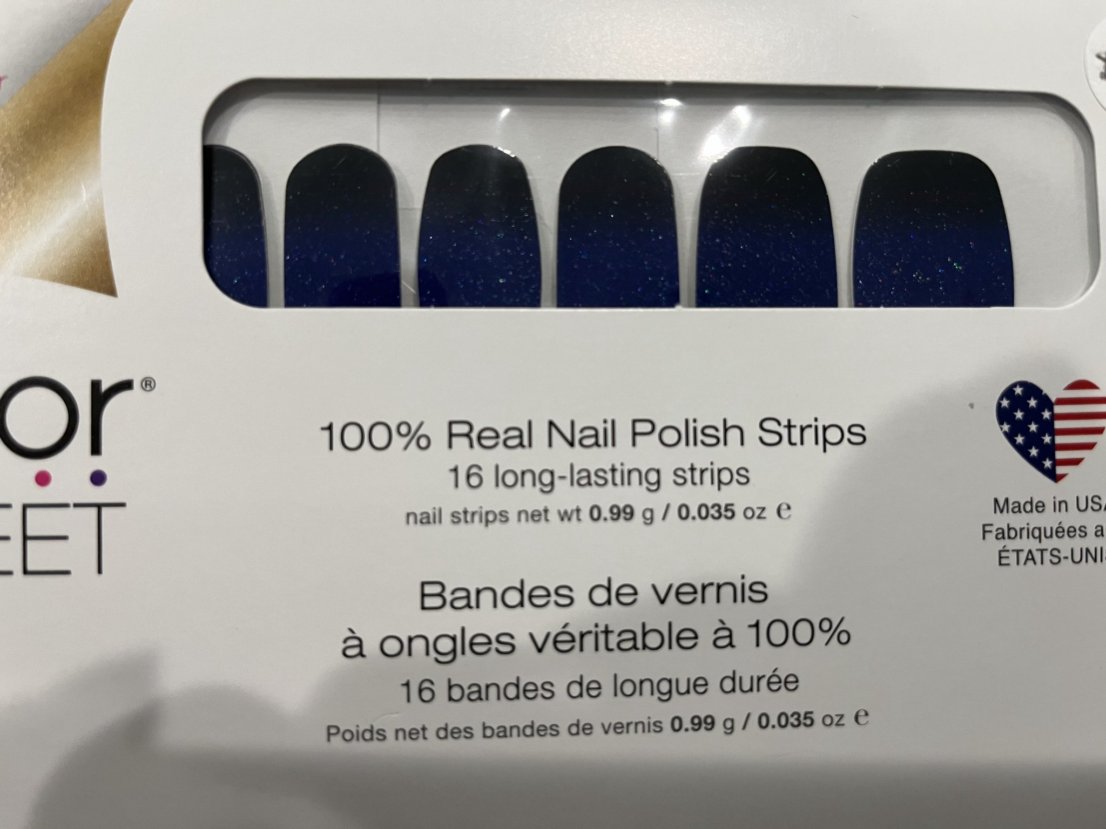 or®
EET
100% Real Nail Polish Strips
16 long-lasting strips
nail strips net wt 0.99 g / 0.035 oz e
Bandes de vernis
à ongles véritable à 100%
16 bandes de longue durée
Poids net des bandes de vernis 0.99 g / 0.035 oz e
Made in USA
Fabriquées a
ÉTATS-UNI